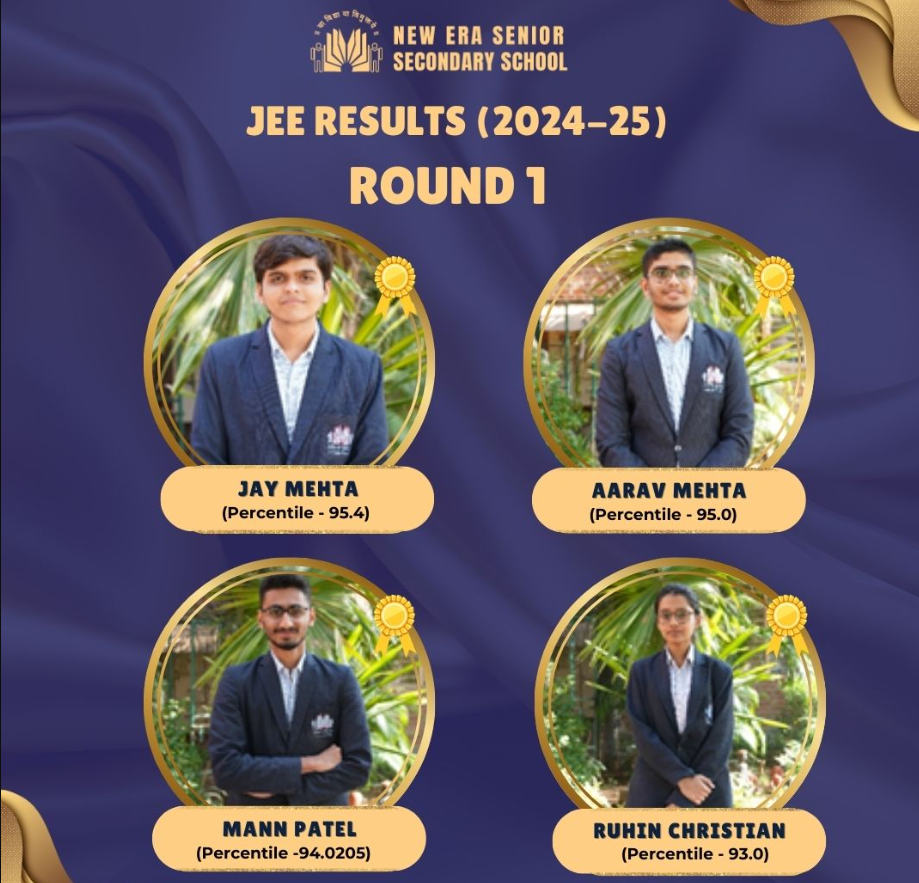 सा विद्या या विमुक्तये
NEW ERA SENIOR
SECONDARY SCHOOL
JEE RESULTS (2024-25)
ROUND 1
JAY MEHTA
(Percentile - 95.4)
AARAV MEHTA
(Percentile - 95.0)
MANN PATEL
(Percentile -94.0205)
RUHIN CHRISTIAN
(Percentile - 93.0)